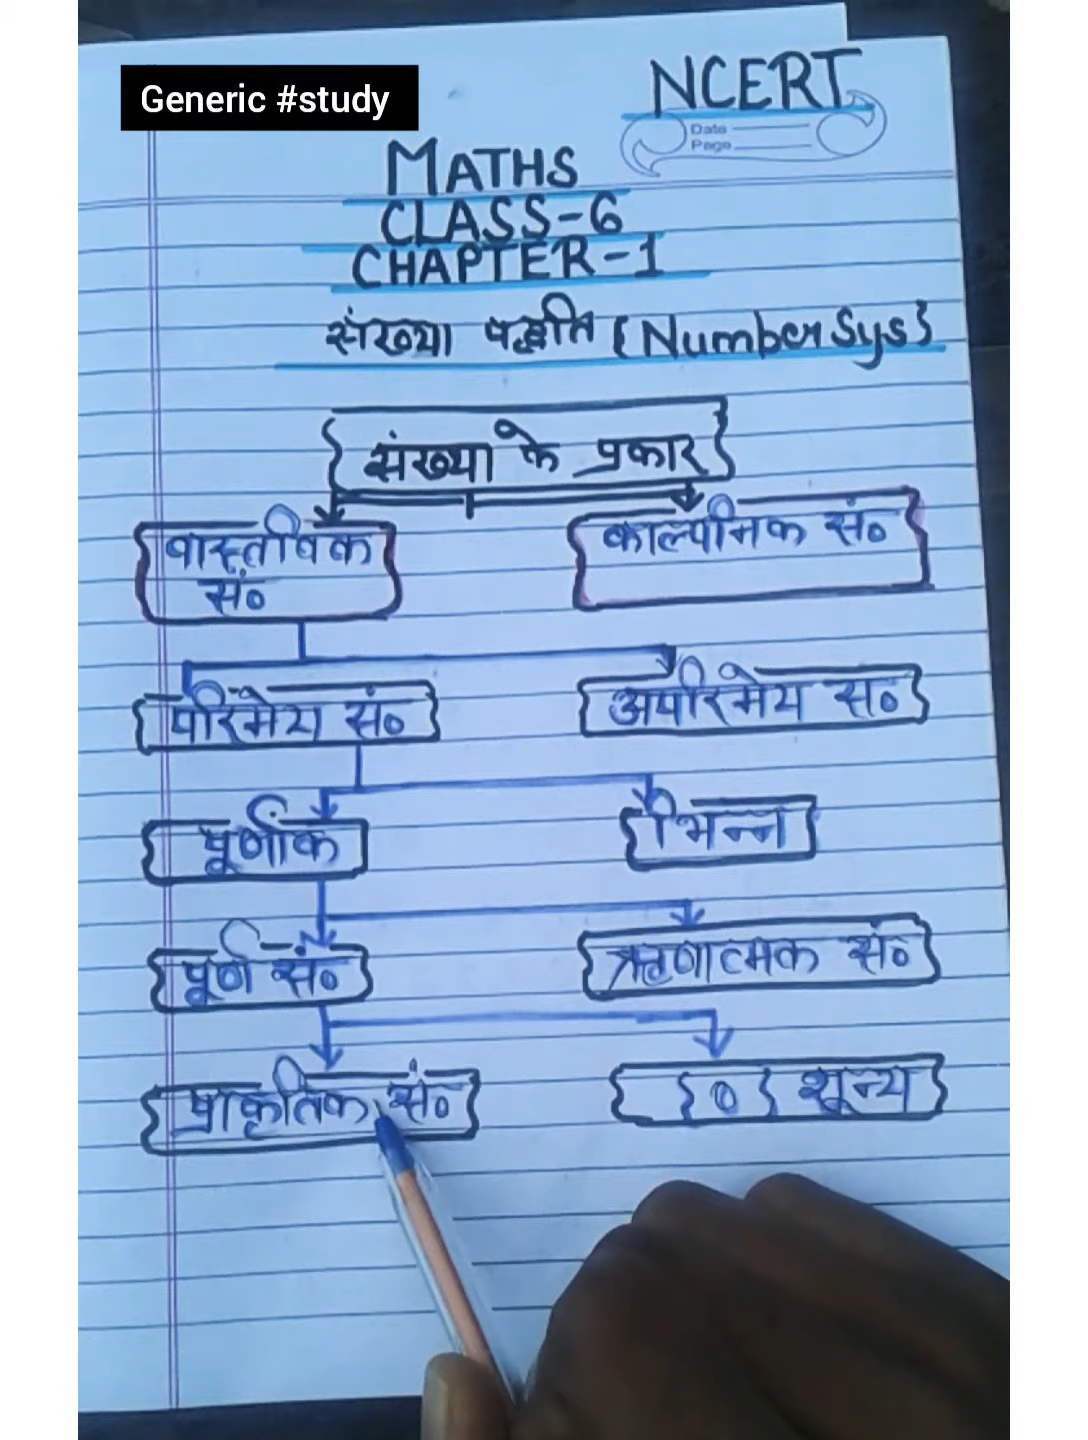 Generic #study
NCERT
Date
Page
MATHS
CLASS-6
CHAPTER-1
संख्या पद्धति {Number Sys}
संख्या के प्रकार
वास्तविक
सं०
काल्पनिक सं०
परिमेय सं०
अपरिमेय स०
पूर्णांक
भिन्न
पूर्ण सं०
ऋणात्मक सं०
प्राकृतिक सं०
{0} शून्य